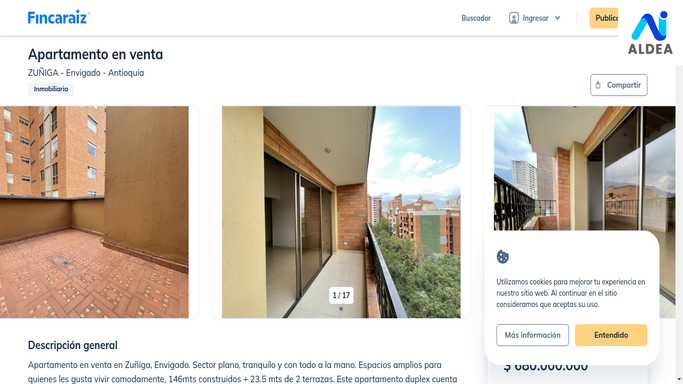 Fincaraiz
Buscador
Ingresar
Publica
ALDEA
Apartamento en venta
ZUÑIGA - Envigado - Antioquia
Inmobiliario
Compartir
1 / 17
Utilizamos cookies para mejorar tu experiencia en
nuestro sitio web. Al continuar en el sitio
consideramos que aceptas su uso.
Más información
Entendido
$ 680.000.000
Descripción general
Apartamento en venta en Zuñiga, Envigado. Sector plano, tranquilo y con todo a la mano. Espacios amplios para
quienes les gusta vivir comodamente, 146mts construidos + 23.5 mts de 2 terrazas. Este apartamento duplex cuenta